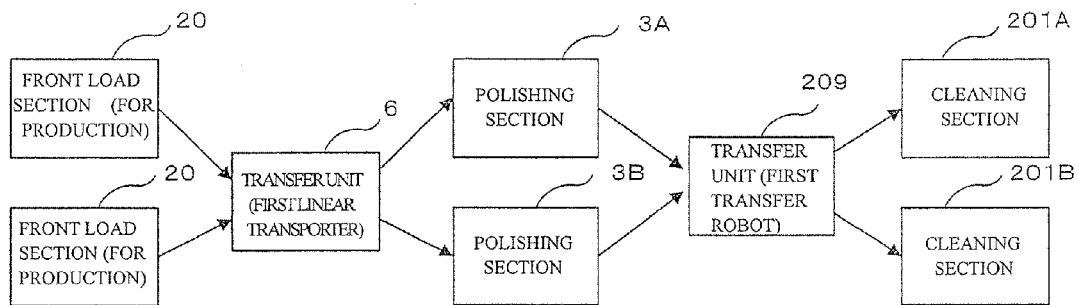 20
FRONT LOAD
SECTION (FOR
PRODUCTION)
20
FRONT LOAD
SECTION (FOR
PRODUCTION)
6
TRANSFER UNIT
(FIRST LINEAR
TRANSPORTER)
3A
POLISHING
SECTION
3B
POLISHING
SECTION
209
TRANSFER
UNIT (FIRST
TRANSFER
ROBOT)
201A
CLEANING
SECTION
201B
CLEANING
SECTION